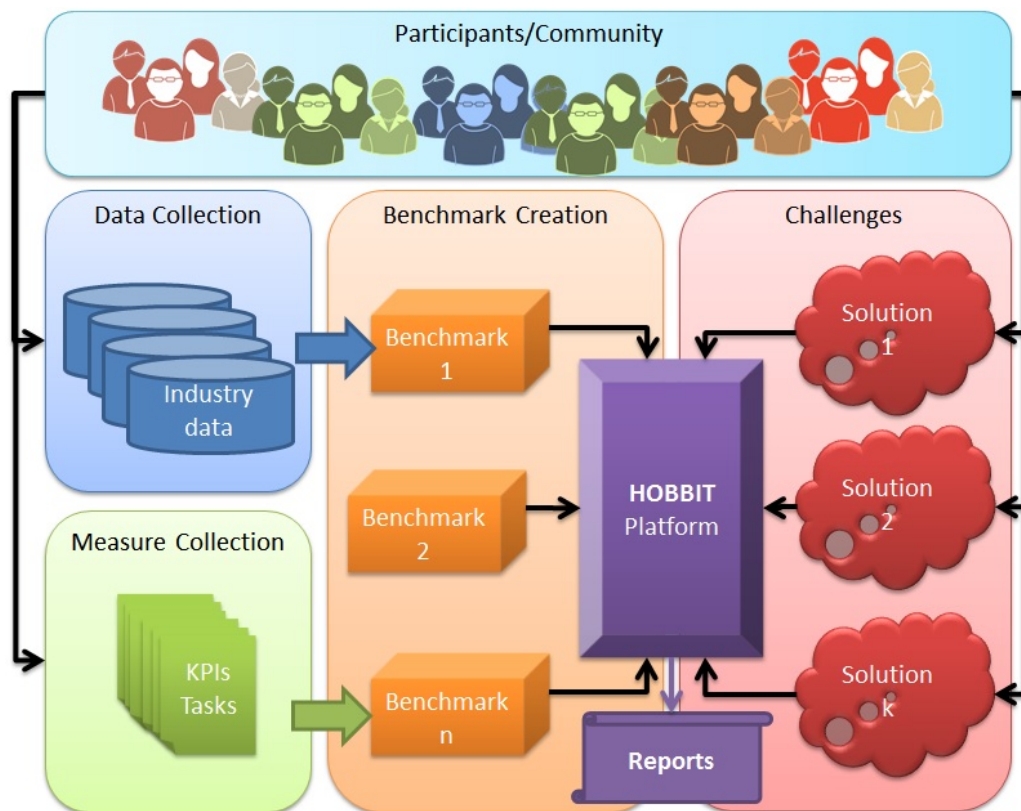 Participants/Community
Data Collection
Industry
data
Measure Collection
KPIs
Tasks
Benchmark Creation
Benchmark
1
Benchmark
2
Benchmark
n
HOBBIT
Platform
Reports
Challenges
Solution
1
Solution
2
Solution
k